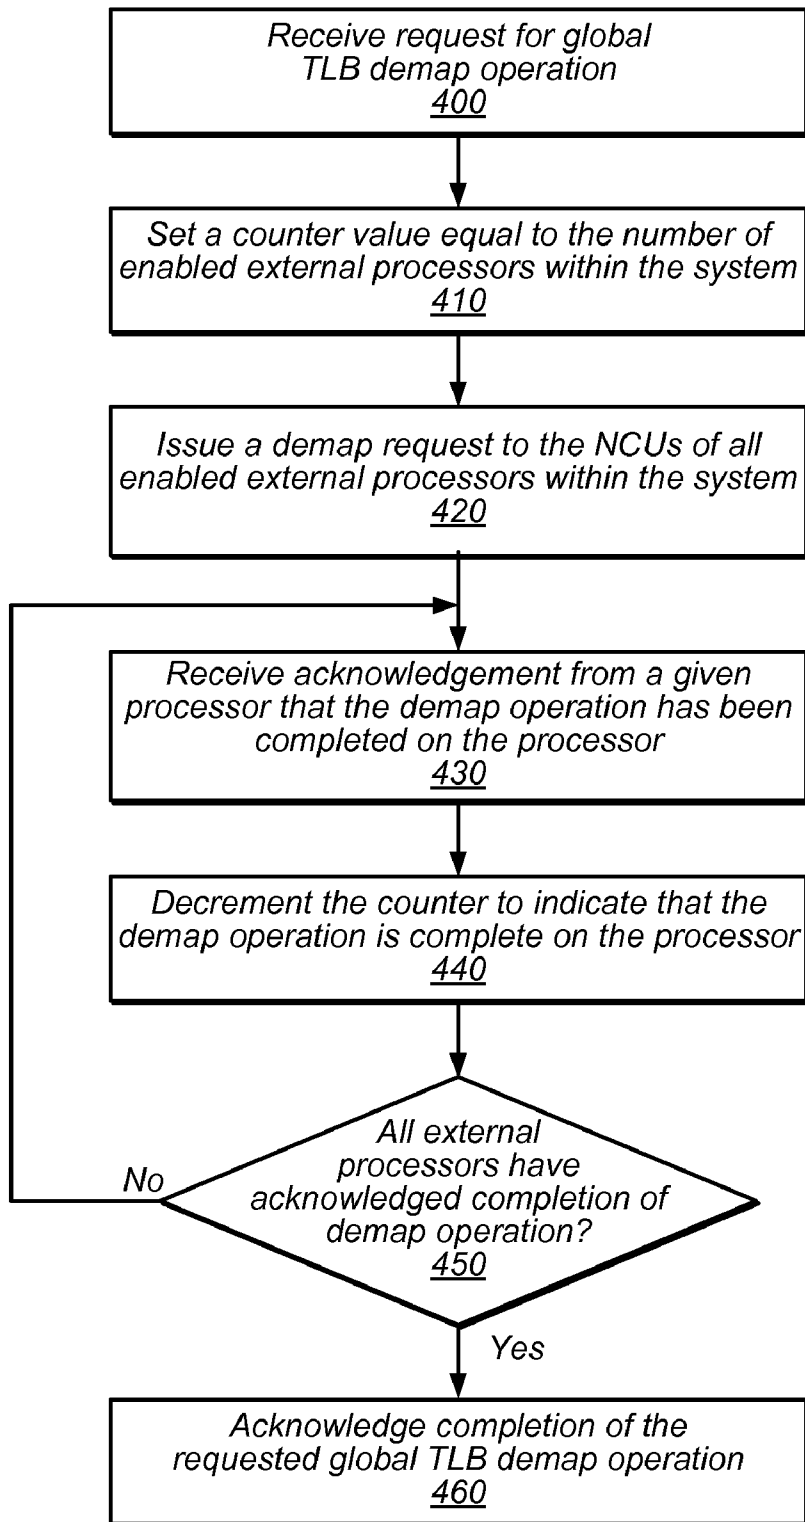 Receive request for global
TLB demap operation
400
Set a counter value equal to the number of
enabled external processors within the system
410
Issue a demap request to the NCUs of all
enabled external processors within the system
420
Receive acknowledgement from a given
processor that the demap operation has been
completed on the processor
430
Decrement the counter to indicate that the
demap operation is complete on the processor
440
All external
processors have
acknowledged completion of
demap operation?
450
No
Yes
Acknowledge completion of the
requested global TLB demap operation
460